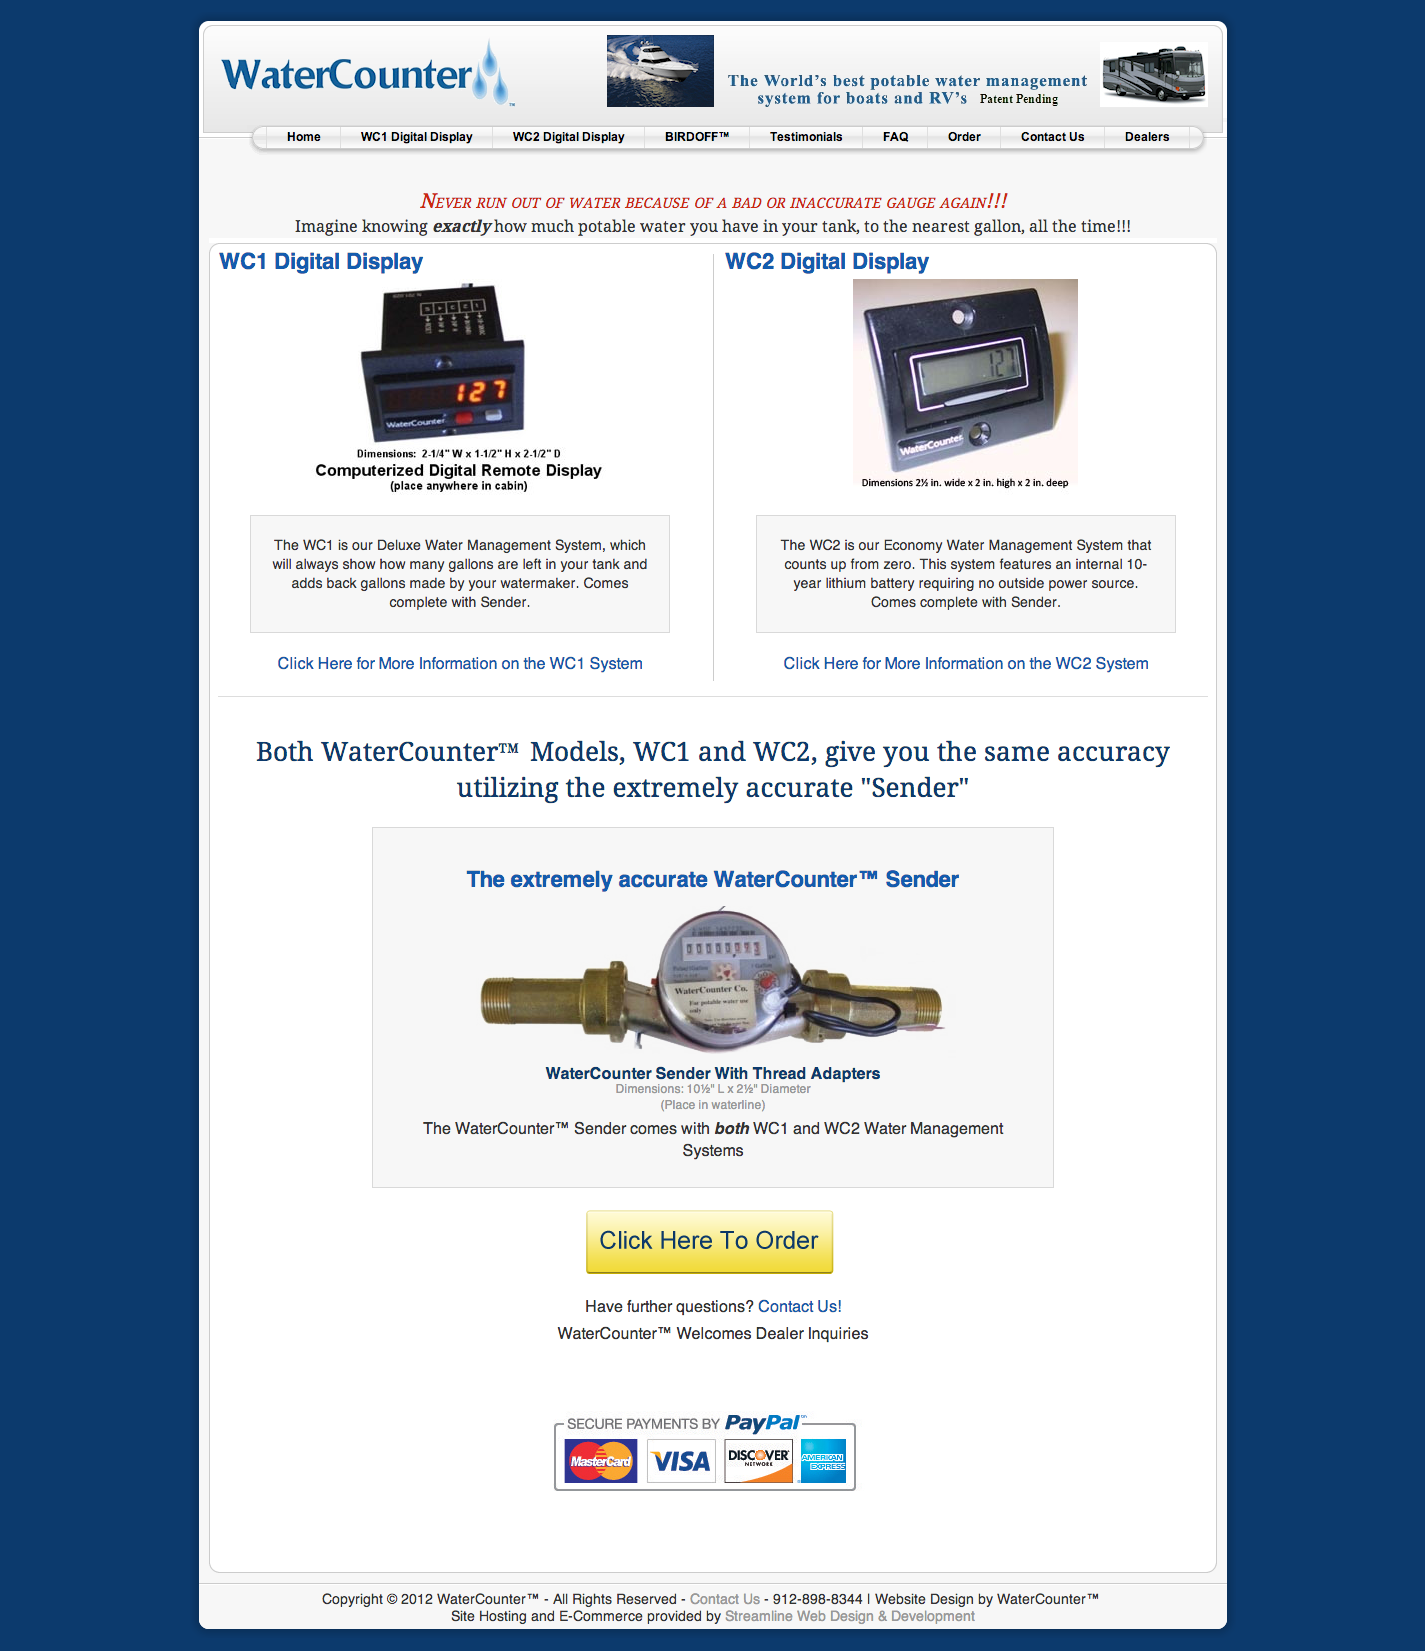 WaterCounter™
The World's best potable water management
system for boats and RV's Patent Pending
Home WC1 Digital Display WC2 Digital Display BIRDOFF™ Testimonials FAQ Order Contact Us Dealers
NEVER RUN OUT OF WATER BECAUSE OF A BAD OR INACCURATE GAUGE AGAIN!!!
Imagine knowing exactly how much potable water you have in your tank, to the nearest gallon, all the time!!!
WC1 Digital Display
127
WaterCounter
Dimensions: 2-1/4" W x 1-1/2" H x 2-1/2" D
Computerized Digital Remote Display
(place anywhere in cabin)
The WC1 is our Deluxe Water Management System, which
will always show how many gallons are left in your tank and
adds back gallons made by your watermaker. Comes
complete with Sender.
Click Here for More Information on the WC1 System
WC2 Digital Display
127
WaterCounter
Dimensions 2½ in. wide x 2 in. high x 2 in. deep
The WC2 is our Economy Water Management System that
counts up from zero. This system features an internal 10-
year lithium battery requiring no outside power source.
Comes complete with Sender.
Click Here for More Information on the WC2 System
Both WaterCounter™ Models, WC1 and WC2, give you the same accuracy
utilizing the extremely accurate "Sender"
The extremely accurate WaterCounter™ Sender
WaterCounter Co.
For potable water use
only
WaterCounter Sender With Thread Adapters
Dimensions: 10½" L x 2½" Diameter
(Place in waterline)
The WaterCounter™ Sender comes with both WC1 and WC2 Water Management
Systems
Click Here To Order
Have further questions? Contact Us!
WaterCounter™ Welcomes Dealer Inquiries
SECURE PAYMENTS BY PayPal
MasterCard VISA DISCOVER NETWORK AMERICAN EXPRESS
Copyright © 2012 WaterCounter™ - All Rights Reserved - Contact Us - 912-898-8344 | Website Design by WaterCounter™
Site Hosting and E-Commerce provided by Streamline Web Design & Development